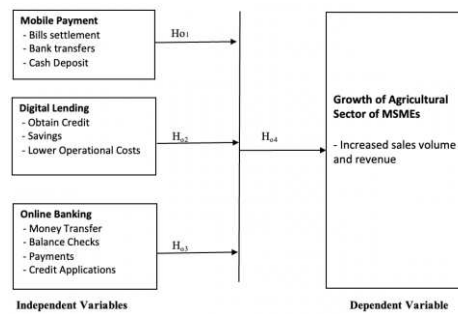 Mobile Payment
- Bills settlement
- Bank transfers
- Cash Deposit
Ho1
Digital Lending
- Obtain Credit
- Savings
- Lower Operational Costs
Ho2
Ho4
Growth of Agricultural
Sector of MSMEs
- Increased sales volume
and revenue
Online Banking
- Money Transfer
- Balance Checks
- Payments
- Credit Applications
Ho3
Independent Variables
Dependent Variable